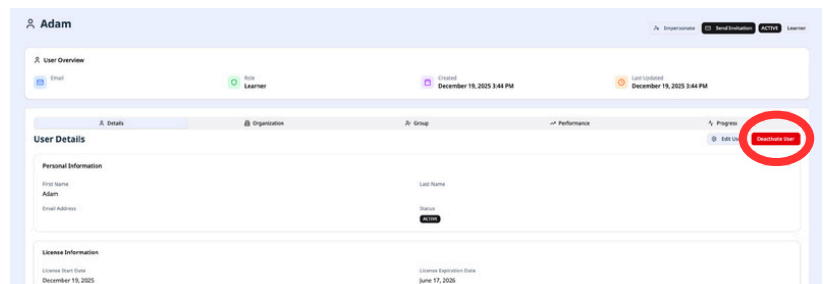 Adam
Impersonate Send Invitation ACTIVE Learner
User Overview
Email Role Created Last Updated
Learner December 19, 2025 3:44 PM December 19, 2025 3:44 PM
Details Organization Group Performance Progress
User Details Edit Us Deactivate User
Personal Information
First Name Last Name
Adam
Email Address Status
ACTIVE
License Information
License Start Date License Expiration Date
December 19, 2025 June 17, 2026